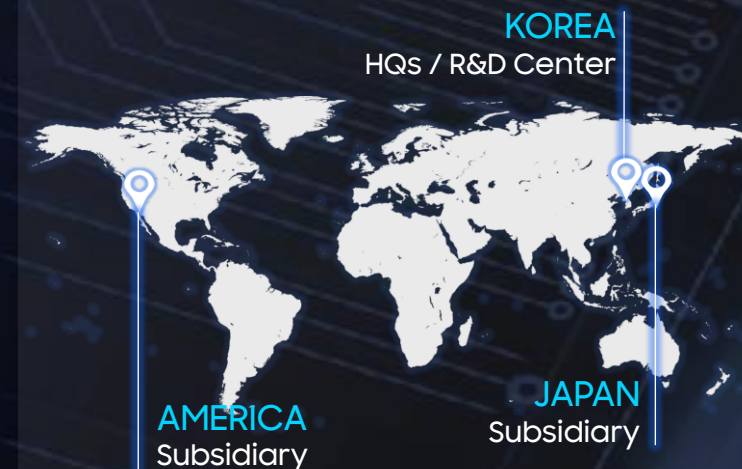 KOREA
HQs / R&D Center
JAPAN
Subsidiary
AMERICA
Subsidiary